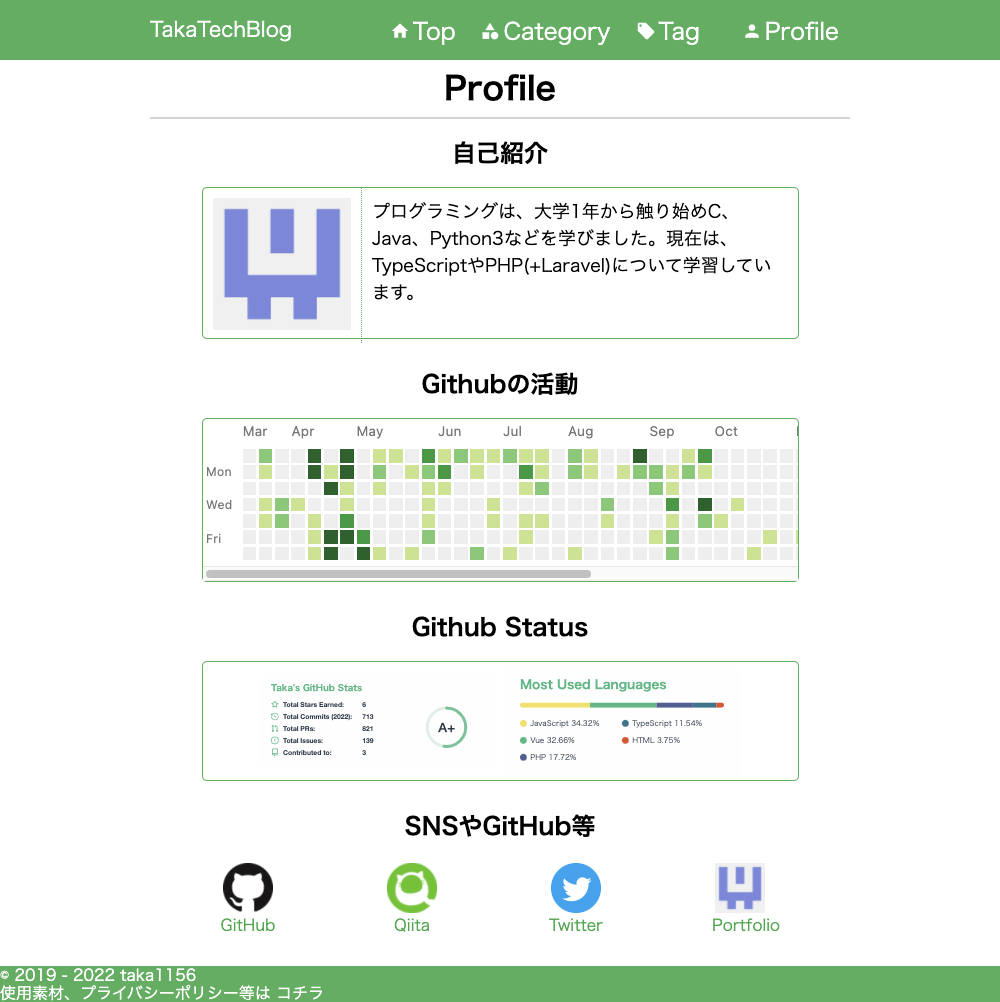 TakaTechBlog
Top
Category
Tag
Profile
Profile
自己紹介
プログラミングは、大学1年から触り始めC、
Java、Python3などを学びました。現在は、
TypeScriptやPHP(+Laravel)について学習してい
ます。
Githubの活動
Mar Apr May Jun Jul Aug Sep Oct
Mon
Wed
Fri
Github Status
Taka's GitHub Stats
Total Stars Earned: 6
Total Commits (2022): 713
Total PRs: 821
Total Issues: 139
Contributed to: 3
A+
Most Used Languages
JavaScript 34.32% TypeScript 11.54%
Vue 32.66% HTML 3.75%
PHP 17.72%
SNSやGitHub等
GitHub
Qiita
Twitter
Portfolio
© 2019 - 2022 taka1156
使用素材、プライバシーポリシー等は コチラ